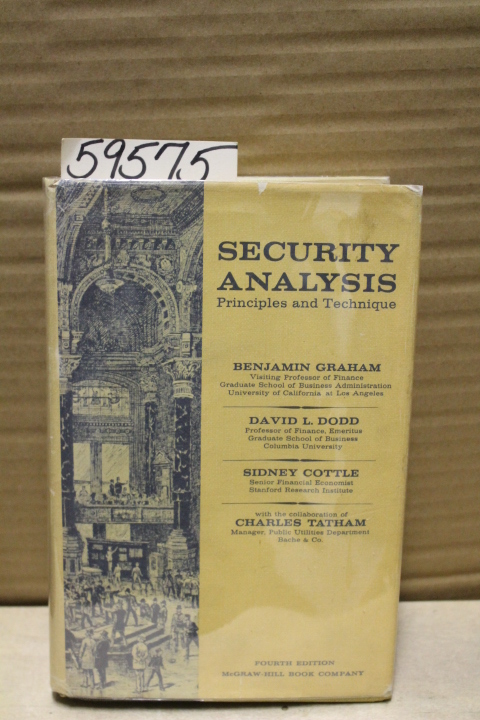 59575
SECURITY
ANALYSIS
Principles and Technique
BENJAMIN GRAHAM
Visiting Professor of Finance
Graduate School of Business Administration
University of California at Los Angeles
DAVID L. DODD
Professor of Finance, Emeritus
Graduate School of Business
Columbia University
SIDNEY COTTLE
Senior Financial Economist
Stanford Research Institute
with the collaboration of
CHARLES TATHAM
Manager, Public Utilities Department
Bache & Co.
FOURTH EDITION
McGRAW-HILL BOOK COMPANY